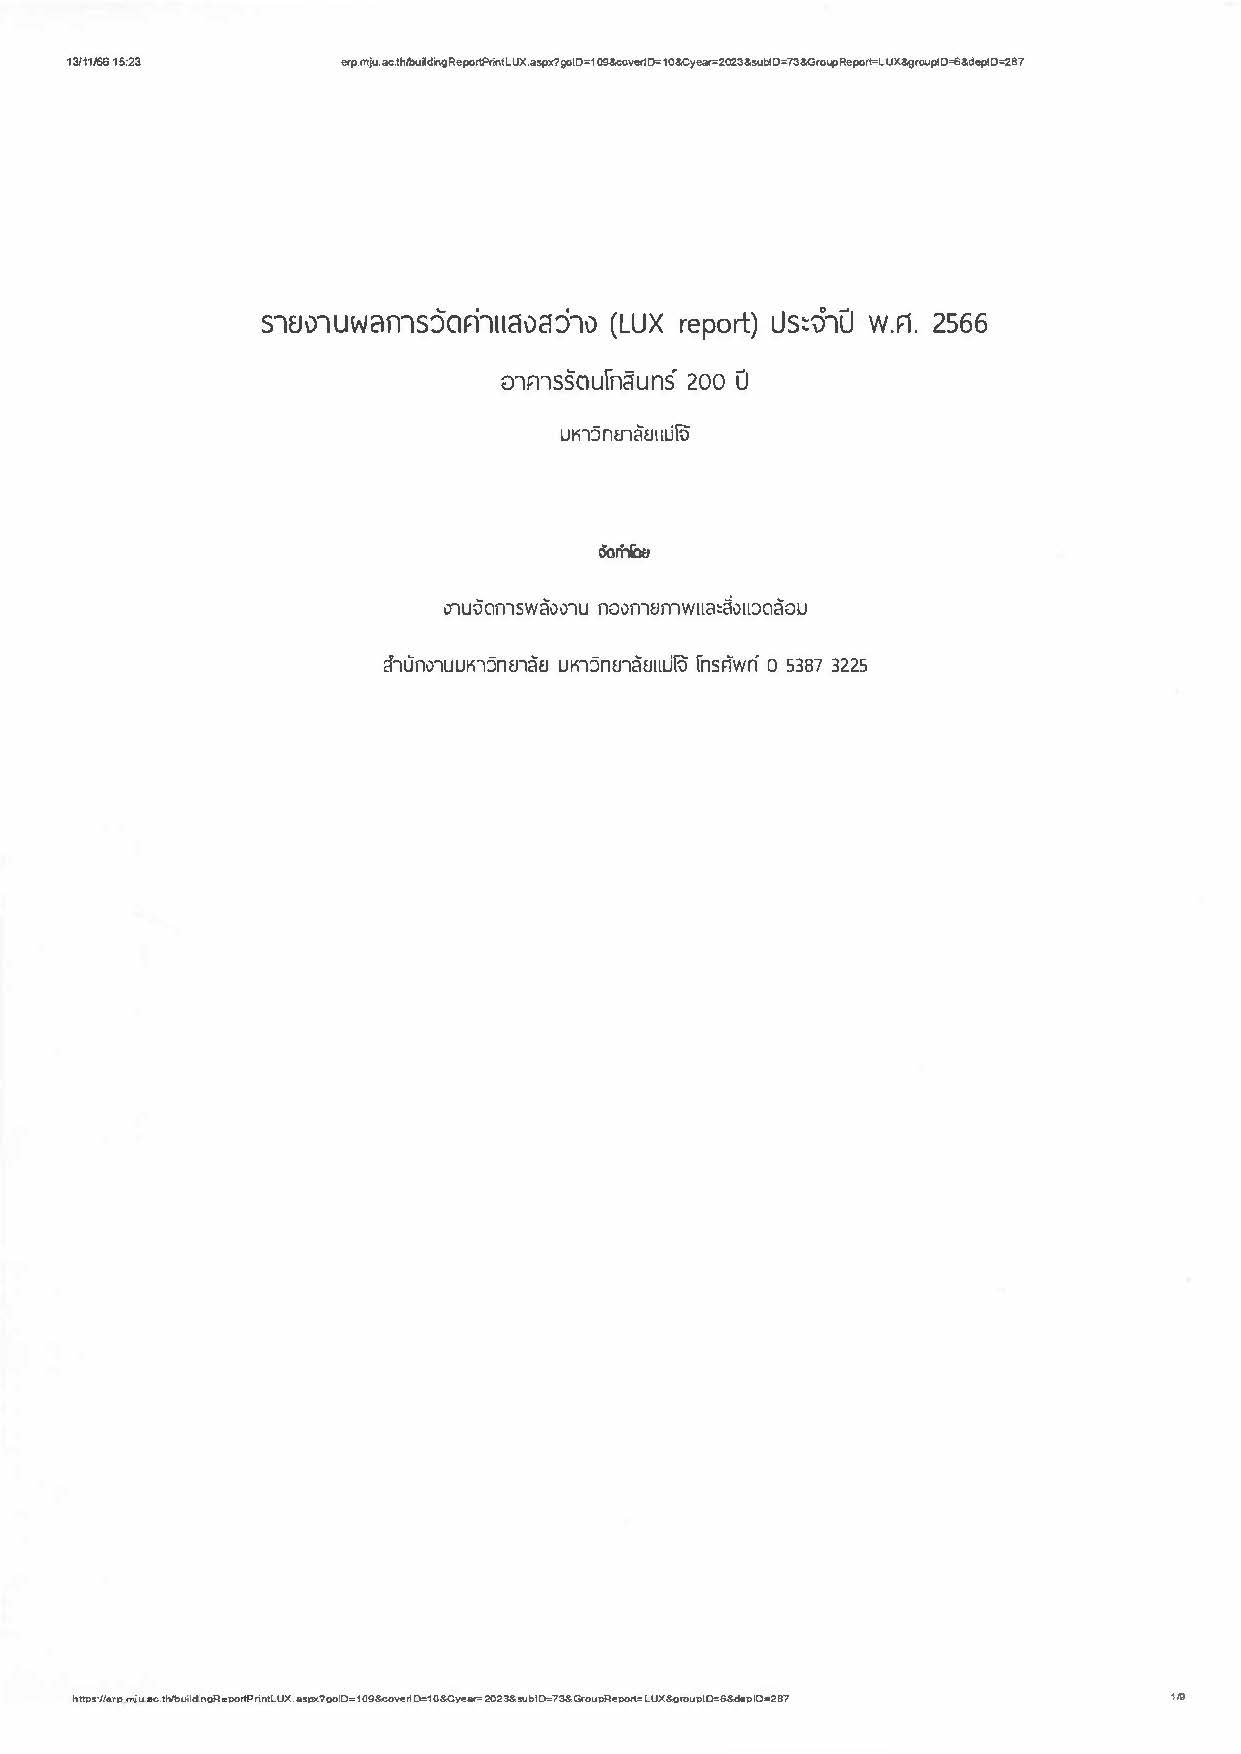 13/11/66 15:23
erp.mju.ac.th/buildingReportPrintLUX.aspx?goID=109&coverID=10&Cyear=2023&subID=73&GroupReport=LUX&groupID=6&depID=287
รายงานผลการวัดค่าแสงสว่าง (LUX report) ประจำปี พ.ศ. 2566
อาคารรัตนโกสินทร์ 200 ปี
มหาวิทยาลัยแม่โจ้
จัดทำโดย
งานจัดการพลังงาน กองกายภาพและสิ่งแวดล้อม
สำนักงานมหาวิทยาลัย มหาวิทยาลัยแม่โจ้ โทรศัพท์ 0 5387 3225
https://erp.mju.ac.th/buildingReportPrintLUX.aspx?goID=109&coverID=10&Cyear=2023&subID=73&GroupReport=LUX&groupID=6&depID=287
1/9